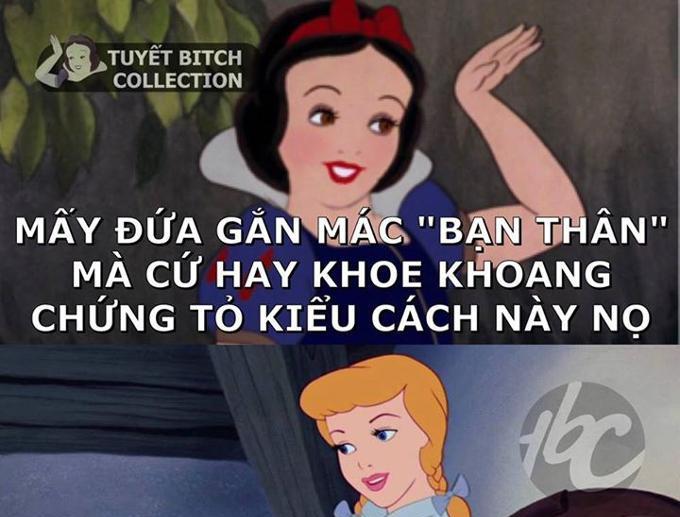 TUYẾT BITCH
COLLECTION
MẤY ĐỨA GẮN MÁC "BẠN THÂN"
MÀ CỨ HAY KHOE KHOANG
CHỨNG TỎ KIỂU CÁCH NÀY NỌ
tbc